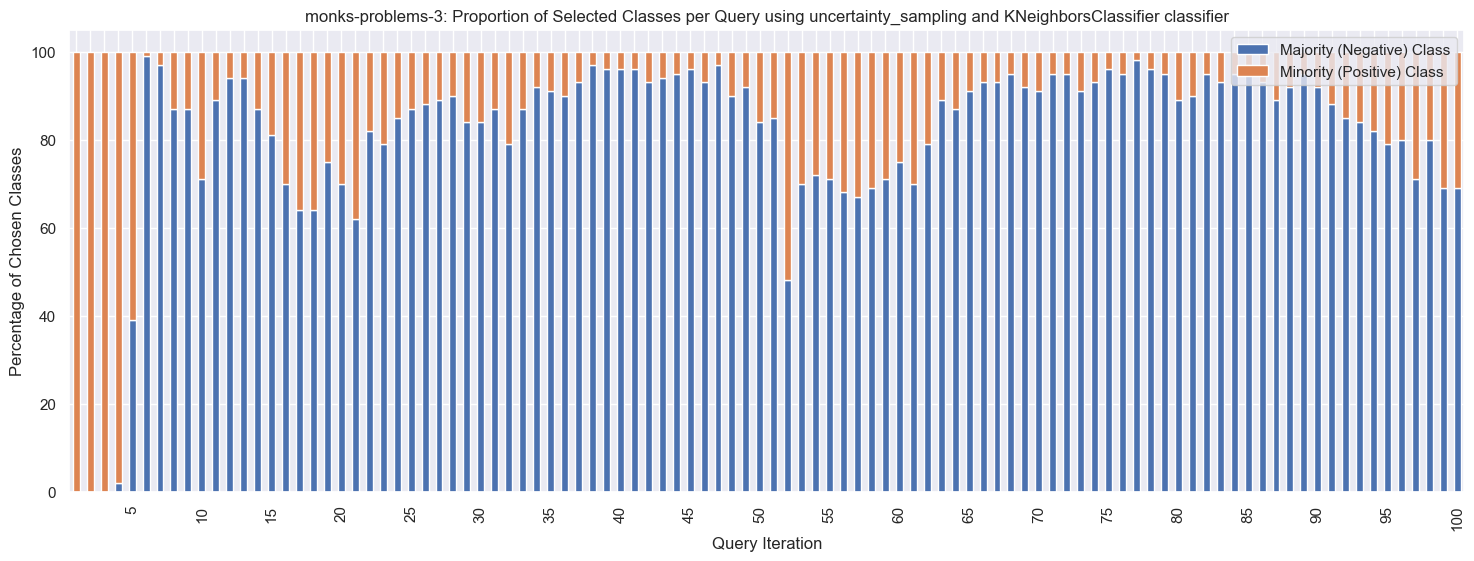 monks-problems-3: Proportion of Selected Classes per Query using uncertainty_sampling and KNeighborsClassifier classifier
Majority (Negative) Class
Minority (Positive) Class
Percentage of Chosen Classes
100
80
60
40
20
0
5 10 15 20 25 30 35 40 45 50 55 60 65 70 75 80 85 90 95 100
Query Iteration